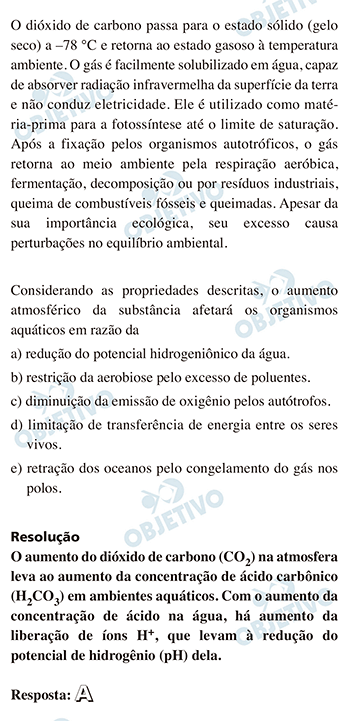 O dióxido de carbono passa para o estado sólido (gelo
seco) a –78 °C e retorna ao estado gasoso à temperatura
ambiente. O gás é facilmente solubilizado em água, capaz
de absorver radiação infravermelha da superfície da terra
e não conduz eletricidade. Ele é utilizado como maté-
ria-prima para a fotossíntese até o limite de saturação.
Após a fixação pelos organismos autotróficos, o gás
retorna ao meio ambiente pela respiração aeróbica,
fermentação, decomposição ou por resíduos industriais,
queima de combustíveis fósseis e queimadas. Apesar da
sua importância ecológica, seu excesso causa
perturbações no equilíbrio ambiental.
Considerando as propriedades descritas, o aumento
atmosférico da substância afetará os organismos
aquáticos em razão da
a) redução do potencial hidrogeniônico da água.
b) restrição da aerobiose pelo excesso de poluentes.
c) diminuição da emissão de oxigênio pelos autótrofos.
d) limitação de transferência de energia entre os seres
vivos.
e) retração dos oceanos pelo congelamento do gás nos
polos.
Resolução
O aumento do dióxido de carbono (CO₂) na atmosfera
leva ao aumento da concentração de ácido carbônico
(H₂CO₃) em ambientes aquáticos. Com o aumento da
concentração de ácido na água, há aumento da
liberação de íons H⁺, que levam à redução do
potencial de hidrogênio (pH) dela.
Resposta: A
OBJETIVO